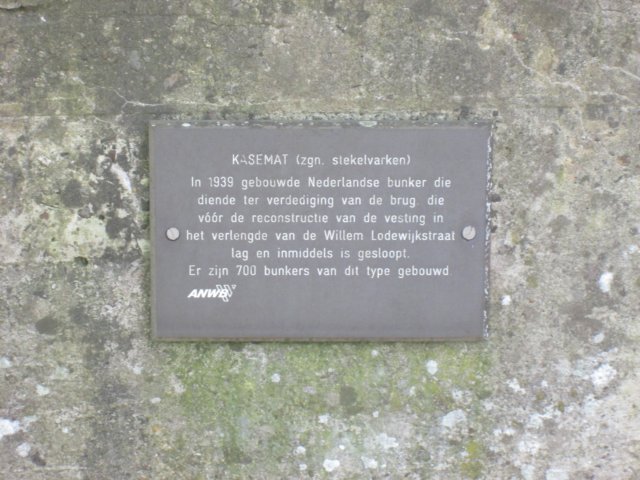 KASEMAT (zgn. stekelvarken)
In 1939 gebouwde Nederlandse bunker die
diende ter verdediging van de brug, die
vóór de reconstructie van de vesting in
het verlengde van de Willem Lodewijkstraat
lag en inmiddels is gesloopt.
Er zijn 700 bunkers van dit type gebouwd.
ANWB